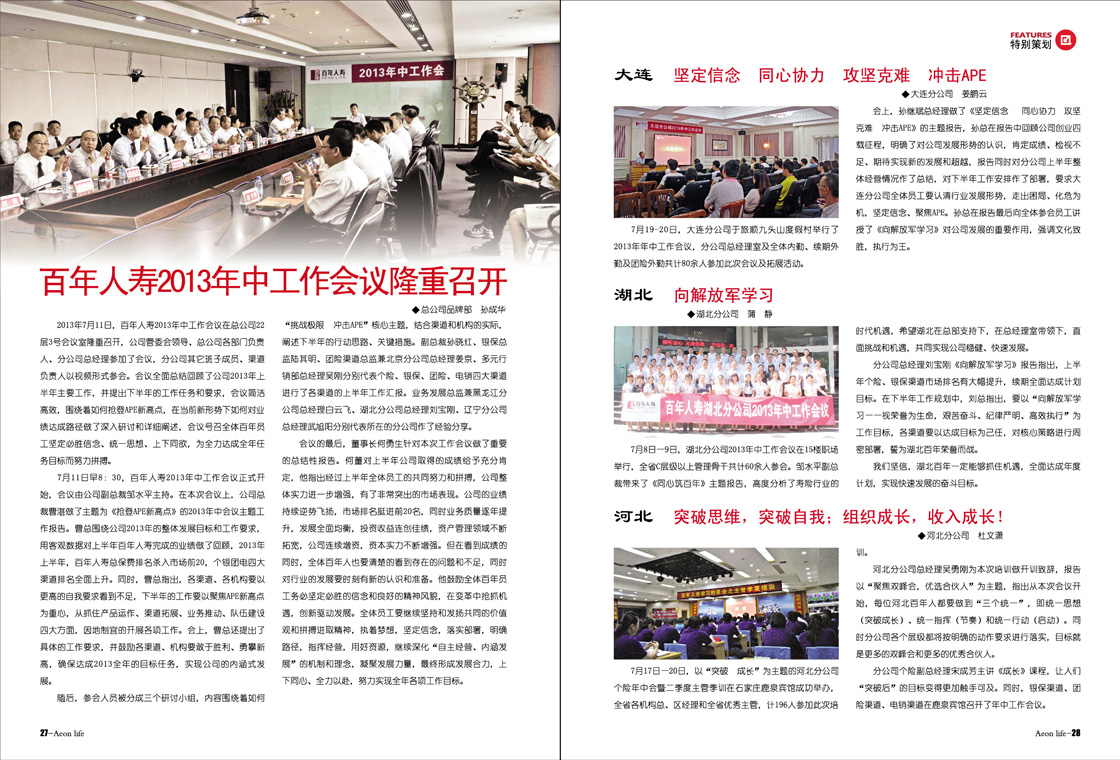 百年人寿
AEON LIFE
2013年中工作会
百年人寿2013年中工作会议隆重召开
◆总公司品牌部 孙成华
2013年7月11日，百年人寿2013年中工作会议在总公司22
层3号会议室隆重召开，公司管委会领导、总公司各部门负责
人、分公司总经理参加了会议，分公司其它班子成员、渠道
负责人以视频形式参会。会议全面总结回顾了公司2013年上
半年主要工作，并提出下半年的工作任务和要求，会议简洁
高效，围绕着如何抢登APE新高点，在当前新形势下如何对业
绩达成路径做了深入研讨和详细阐述，会议号召全体百年员
工坚定必胜信念、统一思想、上下同欲，为全力达成全年任
务目标而努力拼搏。
7月11日早8：30，百年人寿2013年中工作会议正式开
始，会议由公司副总裁邹水平主持。在本次会议上，公司总
裁曹湛做了主题为《抢登APE新高点》的2013年中会议主题工
作报告。曹总围绕公司2013年的整体发展目标和工作要求，
用客观数据对上半年百年人寿完成的业绩做了回顾，2013年
上半年，百年人寿总保费排名杀入市场前20，个银团电四大
渠道排名全面上升。同时，曹总指出，各渠道、各机构要以
更高的自我要求看到不足，下半年的工作要以聚焦APE新高点
为重心，从抓住产品运作、渠道拓展、业务推动、队伍建设
四大方面，因地制宜的开展各项工作。会上，曹总还提出了
具体的工作要求，并鼓励各渠道、机构要敢于胜利、勇攀新
高，确保达成2013全年的目标任务，实现公司的内涵式发
展。
随后，参会人员被分成三个研讨小组，内容围绕着如何
“挑战极限 冲击APE”核心主题，结合渠道和机构的实际，
阐述下半年的行动思路、关键措施。副总裁孙晓红、银保总
监陆其明、团险渠道总监兼北京分公司总经理姜京、多元行
销部总经理吴刚分别代表个险、银保、团险、电销四大渠道
进行了各渠道的上半年工作汇报。业务发展总监兼黑龙江分
公司总经理白云飞、湖北分公司总经理刘宝刚、辽宁分公司
总经理武旭阳分别代表所在的分公司作了经验分享。
会议的最后，董事长何勇生针对本次工作会议做了重要
的总结性报告。何董对上半年公司取得的成绩给予充分肯
定，他指出经过上半年全体员工的共同努力和拼搏，公司整
体实力进一步增强，有了非常突出的市场表现。公司的业绩
持续逆势飞扬，市场排名挺进前20名，同时业务质量逐年提
升，发展全面均衡，投资收益连创佳绩，资产管理领域不断
拓宽，公司连续增资，资本实力不断增强。但在看到成绩的
同时，全体百年人也要清楚的看到存在的问题和不足，同时
对行业的发展要时刻有新的认识和准备。他鼓励全体百年员
工务必坚定必胜的信念和良好的精神风貌，在变革中抢抓机
遇，创新驱动发展。全体员工要继续坚持和发扬共同的价值
观和拼搏进取精神，执着梦想，坚定信念，落实部署，明确
路径，指挥经营，用好资源，继续深化“自主经营、内涵发
展”的机制和理念，凝聚发展力量，最终形成发展合力，上
下同心、全力以赴，努力实现全年各项工作目标。
27-Aeon life
FEATURES
特别策划
大连 坚定信念 同心协力 攻坚克难 冲击APE
◆大连分公司 姜鹏云
大连分公司2013年中工作会议
7月19-20日，大连分公司于旅顺九头山度假村举行了
2013年年中工作会议，分公司总经理室及全体内勤、续期外
勤及团险外勤共计80余人参加此次会议及拓展活动。
会上，孙继斌总经理做了《坚定信念 同心协力 攻坚
克难 冲击APE》的主题报告，孙总在报告中回顾公司创业四
载征程，明确了对公司发展形势的认识，肯定成绩、检视不
足、期待实现新的发展和超越，报告同时对分公司上半年整
体经营情况作了总结，对下半年工作安排作了部署，要求大
连分公司全体员工要认清行业发展形势，走出困局、化危为
机，坚定信念、聚焦APE。孙总在报告最后向全体参会员工讲
授了《向解放军学习》对公司发展的重要作用，强调文化致
胜，执行为王。
湖北 向解放军学习
◆湖北分公司 蒲 静
百年人寿
百年人寿湖北分公司2013年中工作会议
7月8日－9日，湖北分公司2013年中工作会议在15楼职场
举行，全省C层级以上管理骨干共计60余人参会。邹水平副总
裁带来了《同心筑百年》主题报告，高度分析了寿险行业的
时代机遇，希望湖北在总部支持下，在总经理室带领下，直
面挑战和机遇，共同实现公司稳健、快速发展。
分公司总经理刘宝刚《向解放军学习》报告指出，上半
年个险、银保渠道市场排名有大幅提升，续期全面达成计划
目标。在下半年工作规划中，刘总指出，要以“向解放军学
习－－视荣誉为生命，艰苦奋斗、纪律严明、高效执行”为
工作目标，各渠道要以达成目标为己任，对核心策略进行周
密部署，誓为湖北百年荣誉而战。
我们坚信，湖北百年一定能够抓住机遇，全面达成年度
计划，实现快速发展的奋斗目标。
河北 突破思维，突破自我；组织成长，收入成长！
◆河北分公司 杜文潇
7月17日－20日，以“突破 成长”为主题的河北分公司
个险年中会暨二季度主管季训在石家庄鹿泉宾馆成功举办，
全省各机构总、区经理和全省优秀主管，计196人参加此次培
训。
河北分公司总经理吴勇刚为本次培训做开训致辞，报告
以“聚焦双峰会，优选合伙人”为主题，指出从本次会议开
始，每位河北百年人都要做到“三个统一”，即统一思想
（突破成长）、统一指挥（节奏）和统一行动（启动）。同
时分公司各个层级都将按明确的动作要求进行落实，目标就
是更多的双峰会和更多的优秀合伙人。
分公司个险副总经理宋成芳主讲《成长》课程，让人们
“突破后”的目标变得更加触手可及。同时，银保渠道、团
险渠道、电销渠道在鹿泉宾馆召开了年中工作会议。
Aeon life-28